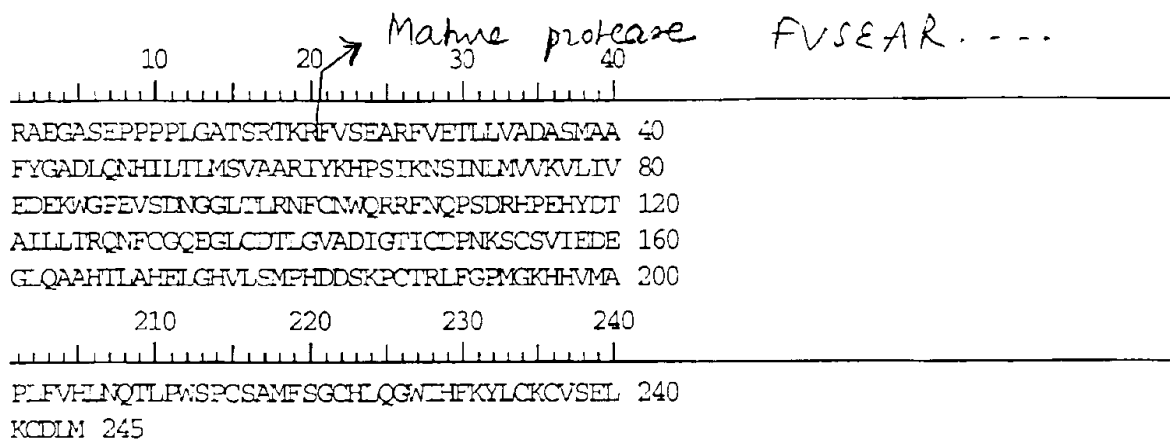 Mature protease FVSEAR. - - -
10 20 30 40
RAEGASEPPPPLGATSRTKRFVSEARFVETLLVADASMAA 40
FYGADLQNHILTLMSVAARIYKHPSIKNSINLMVVKVLIV 80
EDEKWGPEVSDNGGLTLRNFCNWQRRFNQPSDRHPEHYDT 120
AILLTRQNFCGQEGLCDTLGVADIGTICDPNKSCSVIEDE 160
GLQAAHTLAHELGHVLSMPHDDSKPCTRLFGPMGKHHVMA 200
210 220 230 240
PLFVHLNQTLPWSPCSAMFSGCHLQGWIHFKYLCKCVSEL 240
KCDLM 245